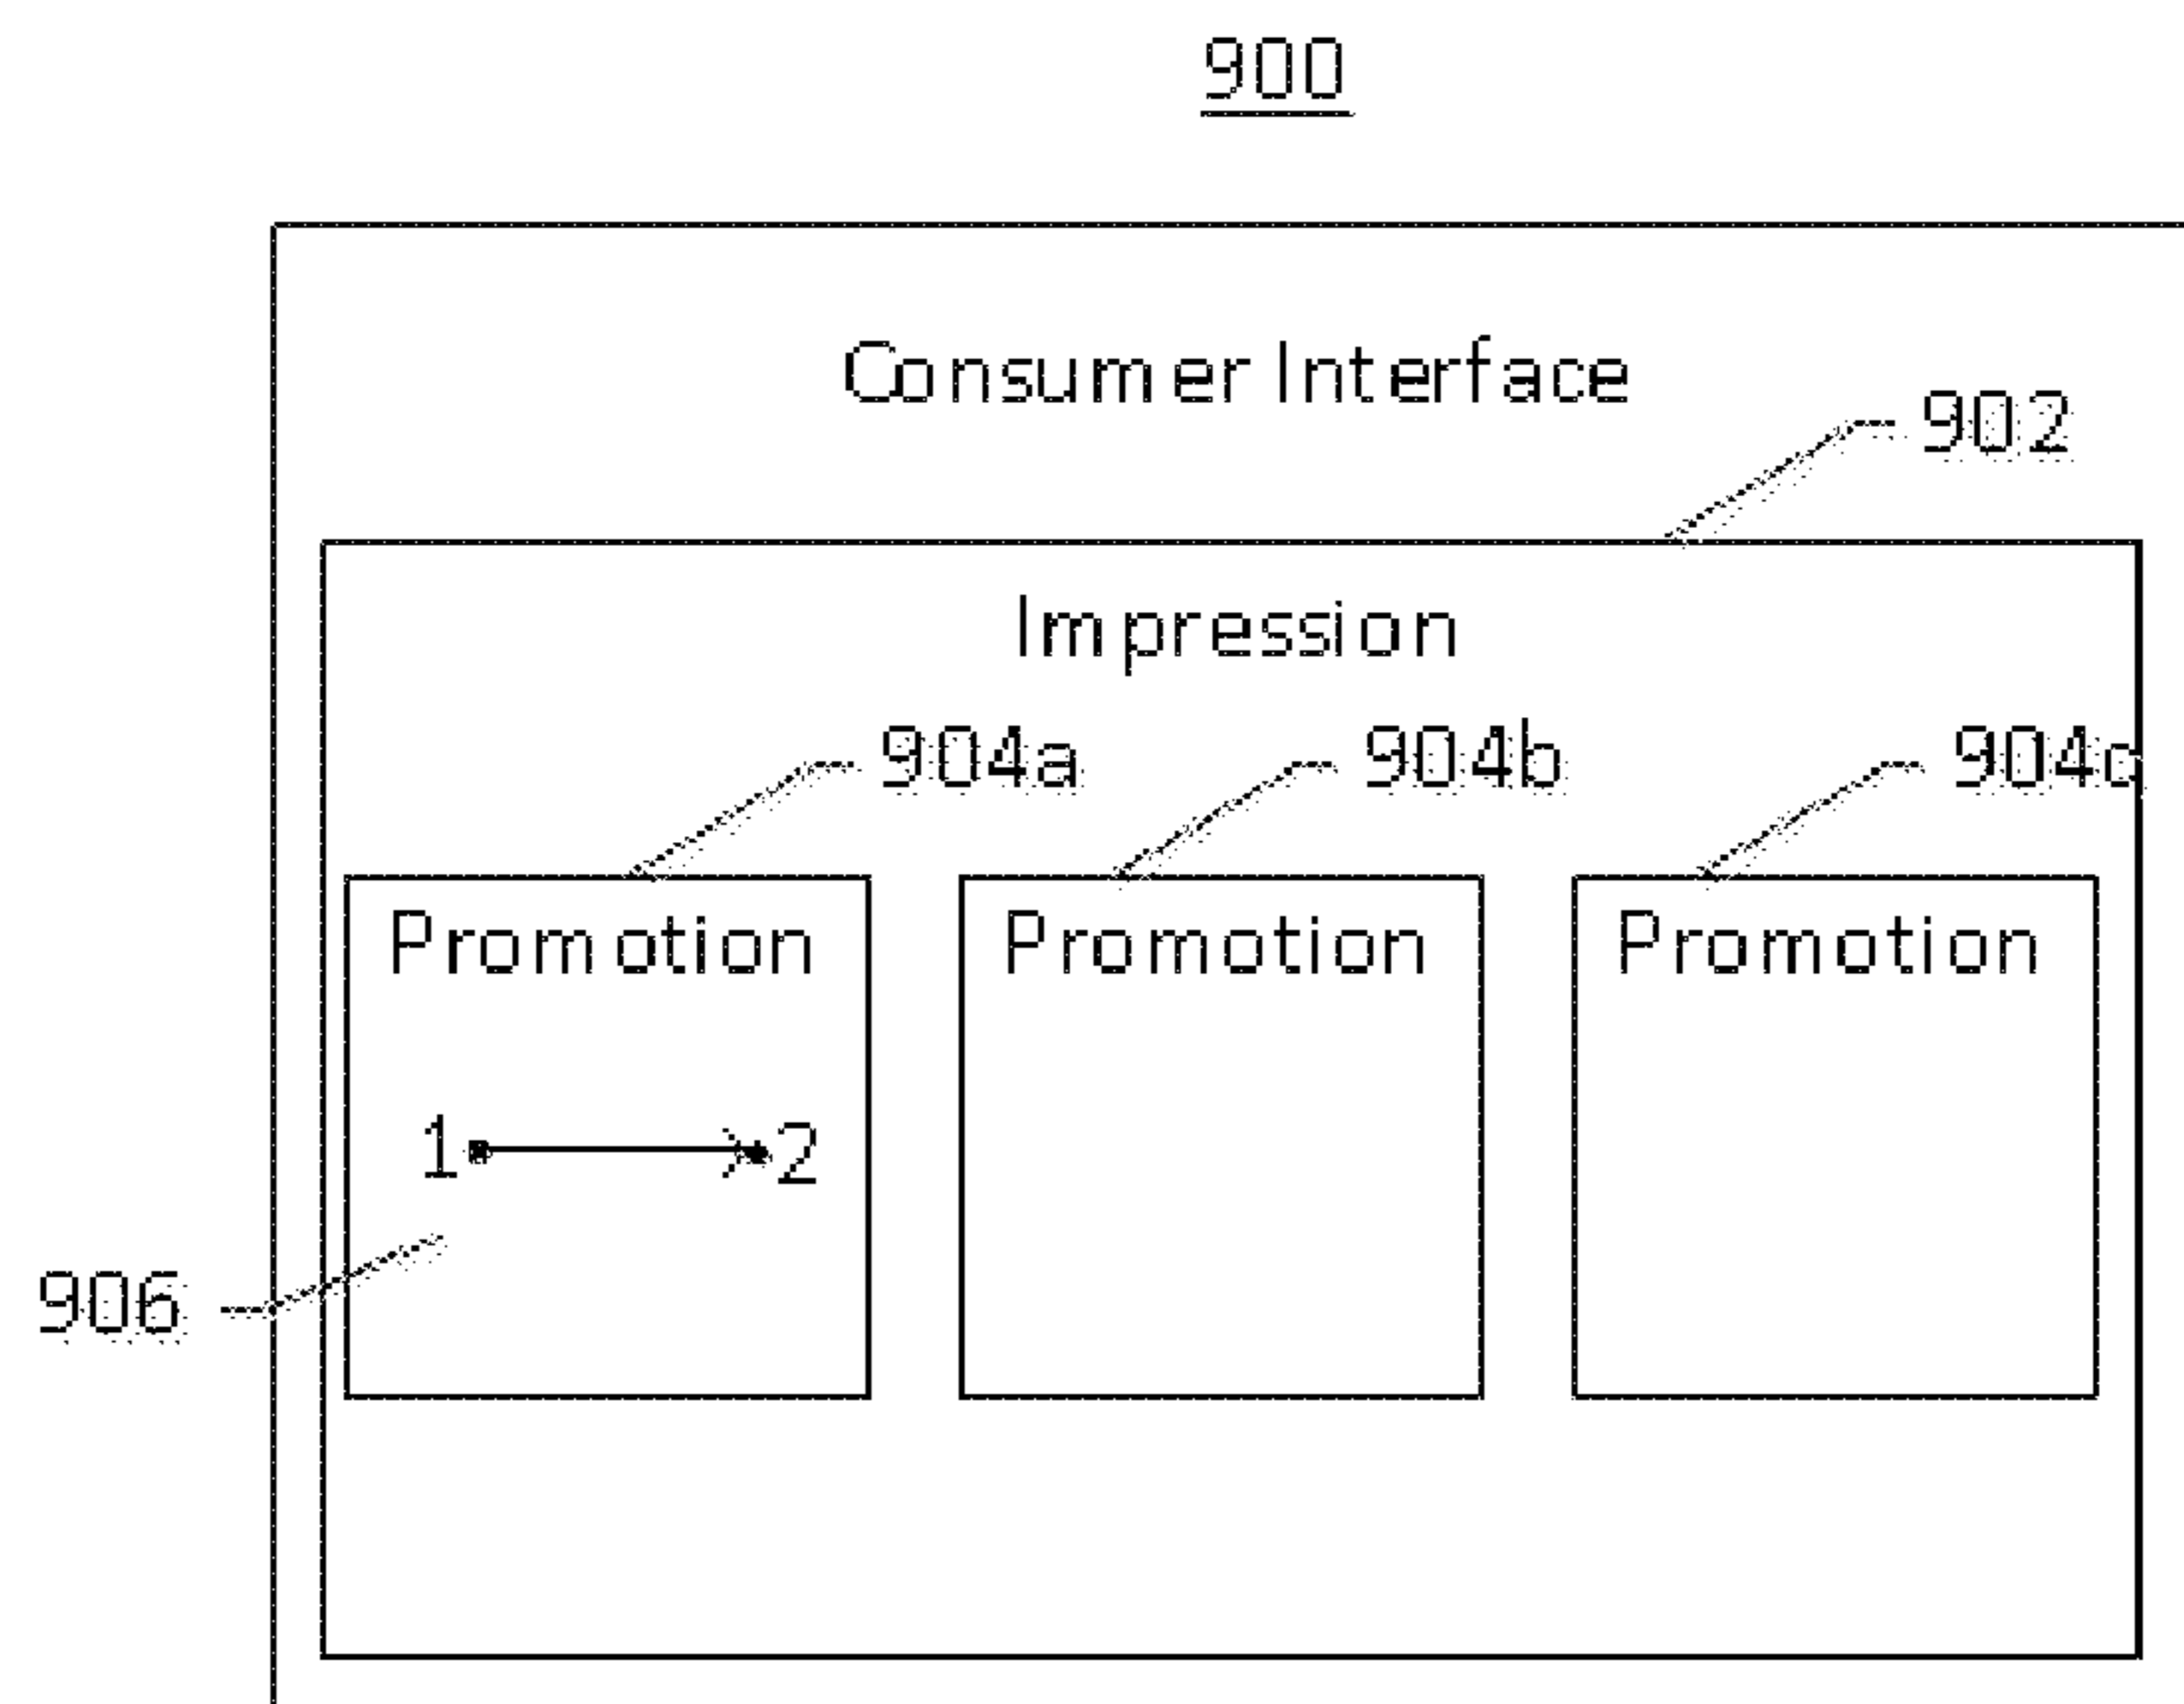 900
Consumer Interface
902
Impression
904a 904b 904c
Promotion Promotion Promotion
1 2
906